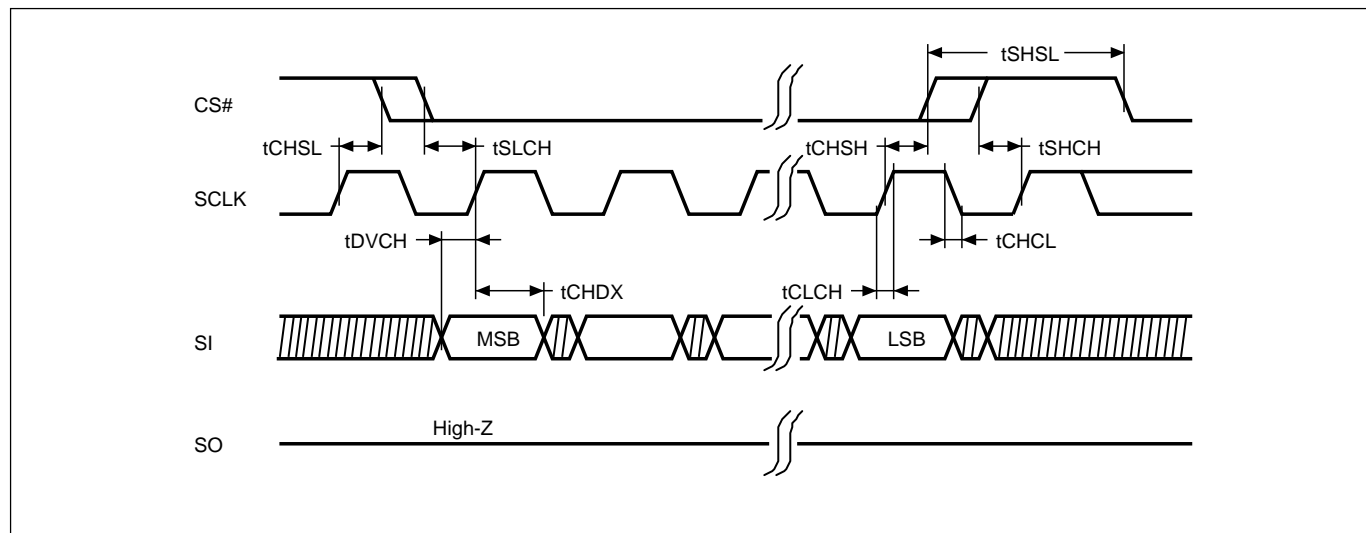 tSHSL
CS#
tCHSL
tSLCH
tCHSH
tSHCH
SCLK
tDVCH
tCHCL
tCHDX
tCLCH
SI
MSB
LSB
High-Z
SO